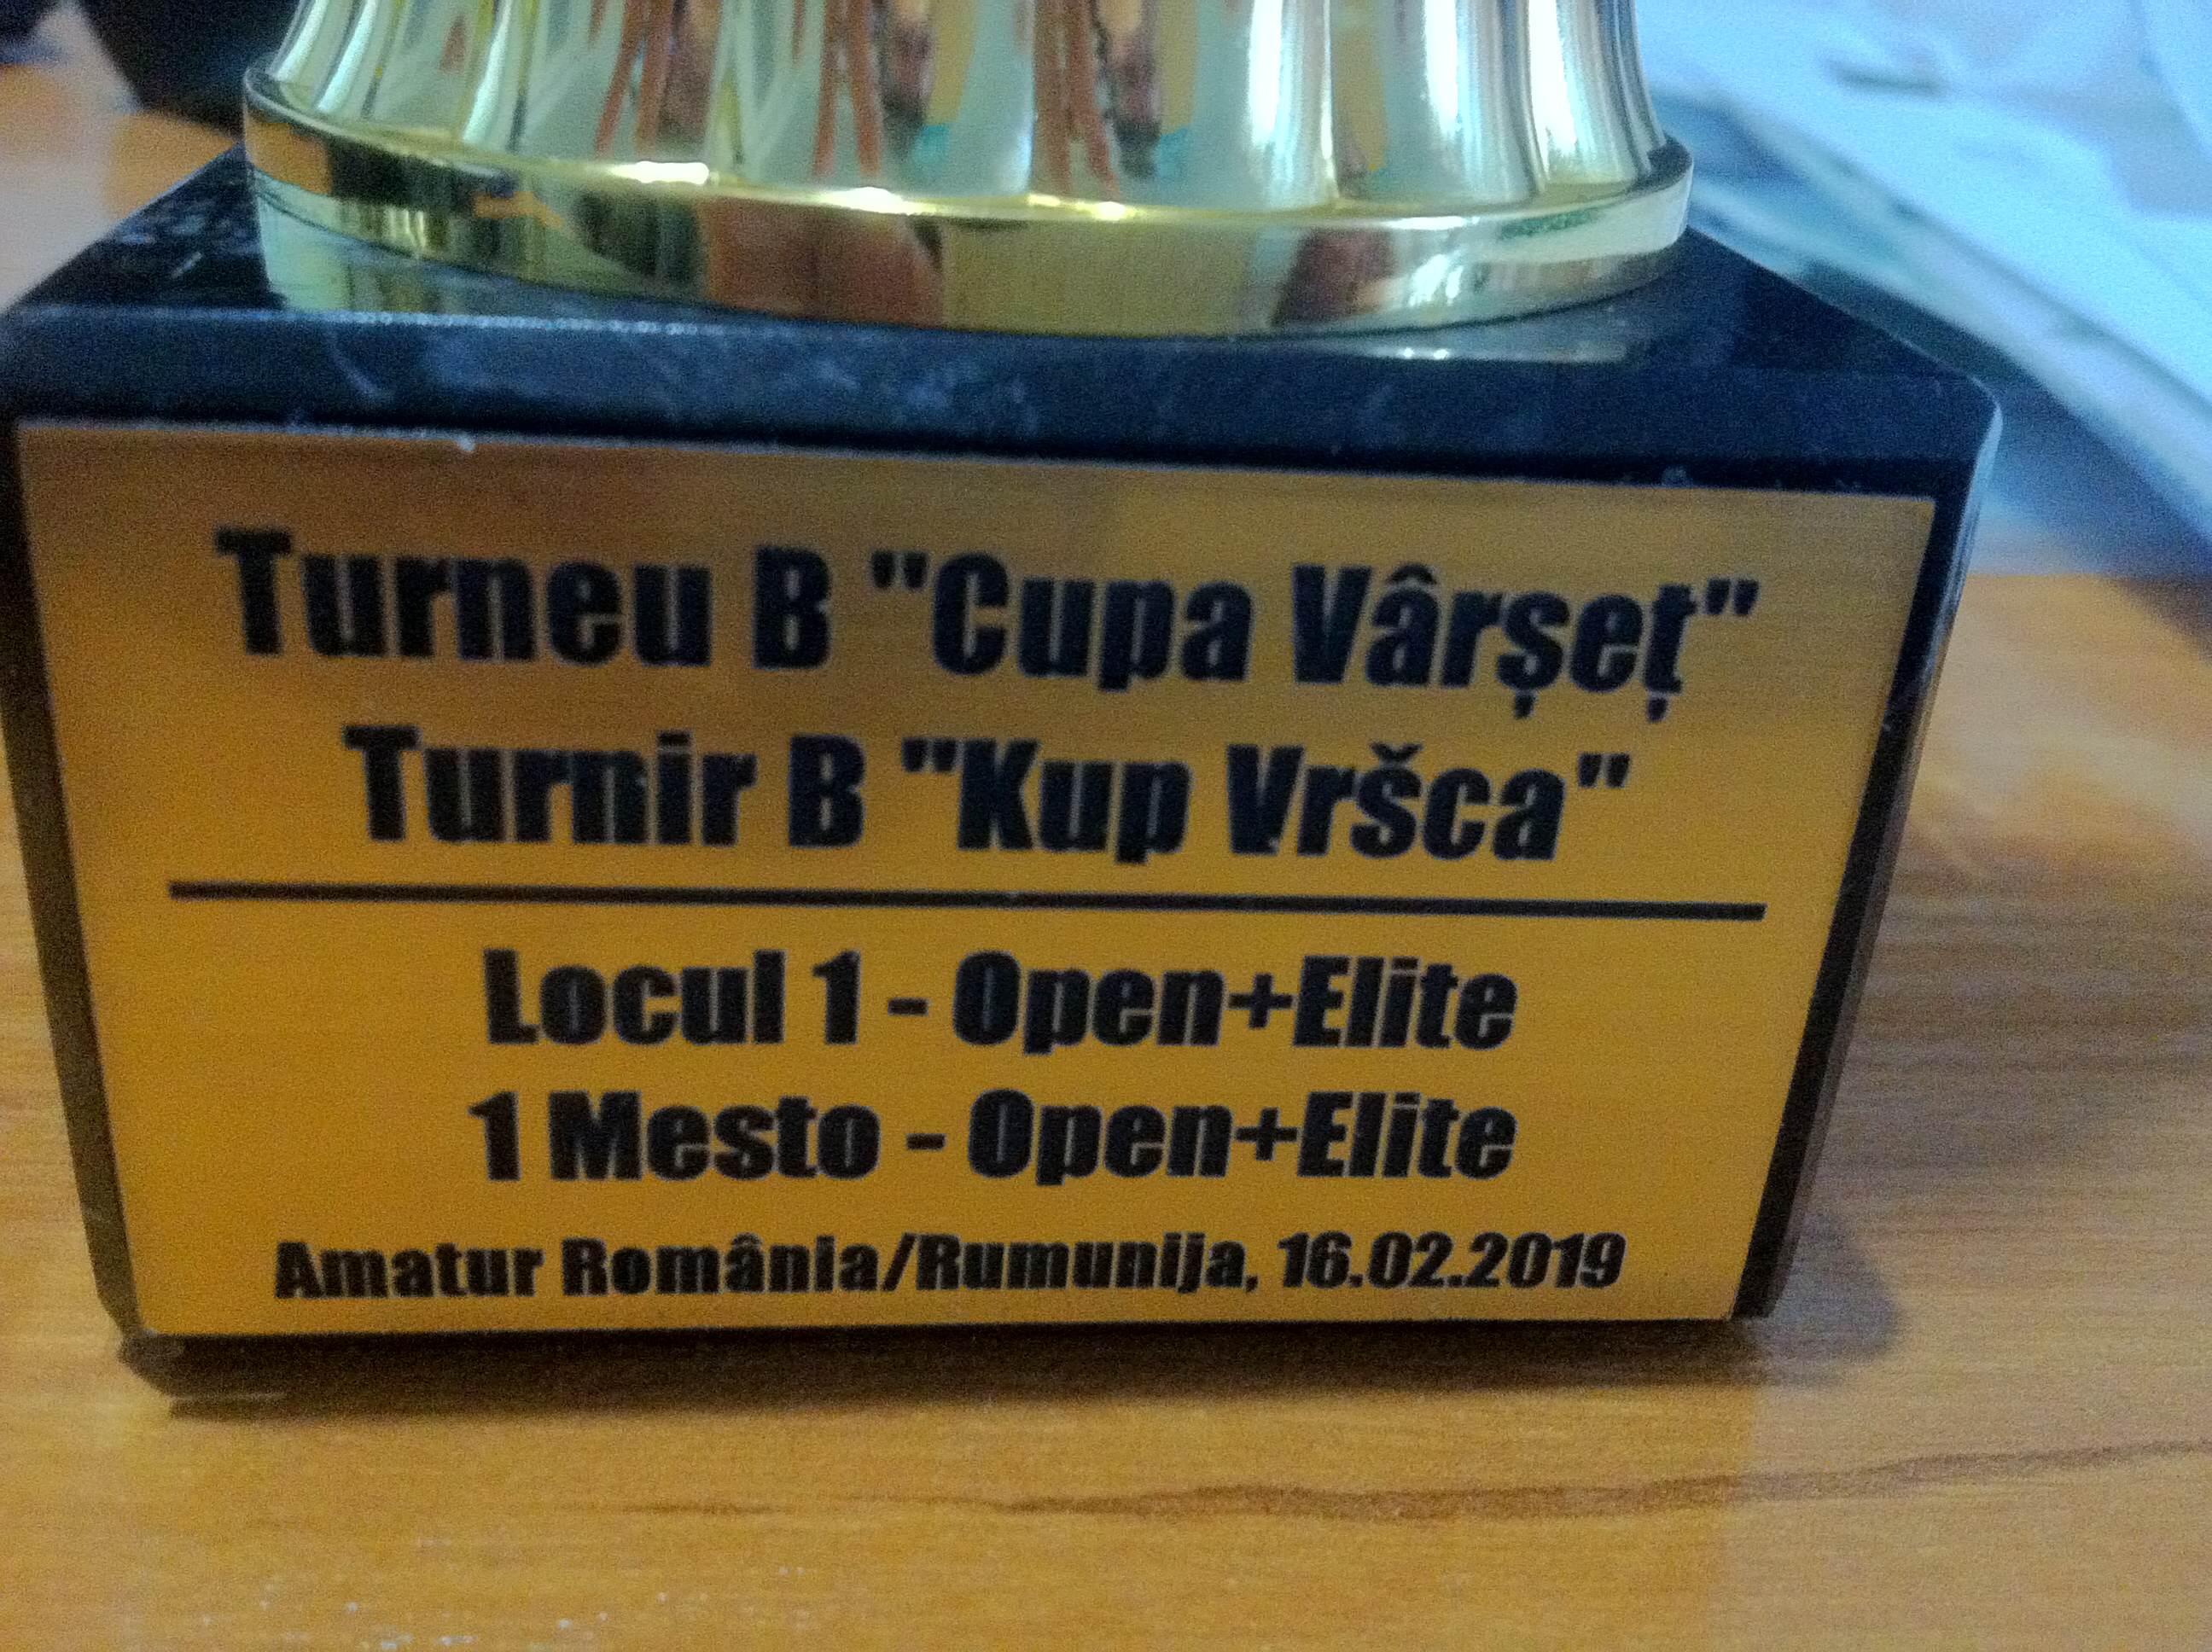 Turneu B "Cupa Vârșeț"
Turnir B "Kup Vršca"
Locul 1 - Open+Elite
1 Mesto - Open+Elite
Amatur România/Rumunija, 16.02.2019